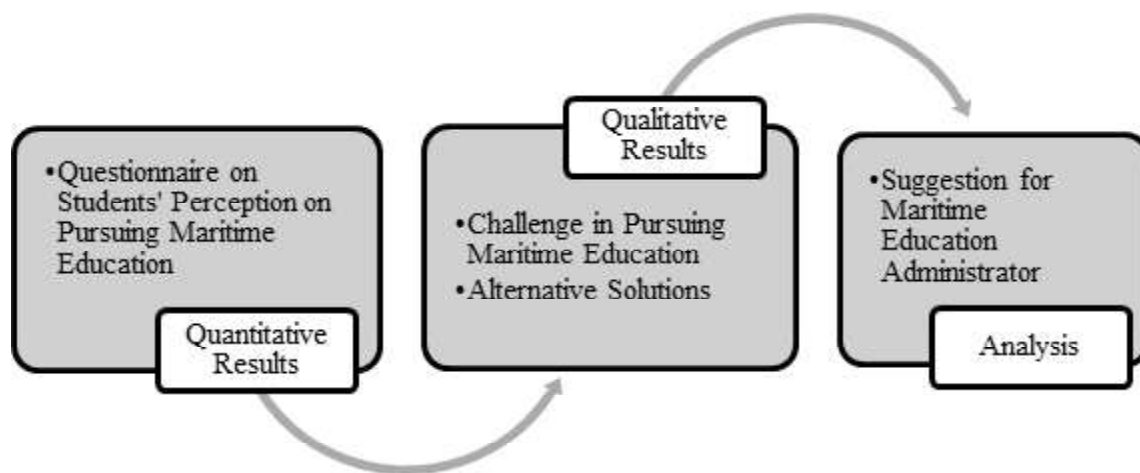 •Questionnaire on
Students' Perception on
Pursuing Maritime
Education
Quantitative
Results
Qualitative
Results
•Challenge in Pursuing
Maritime Education
•Alternative Solutions
•Suggestion for
Maritime
Education
Administrator
Analysis